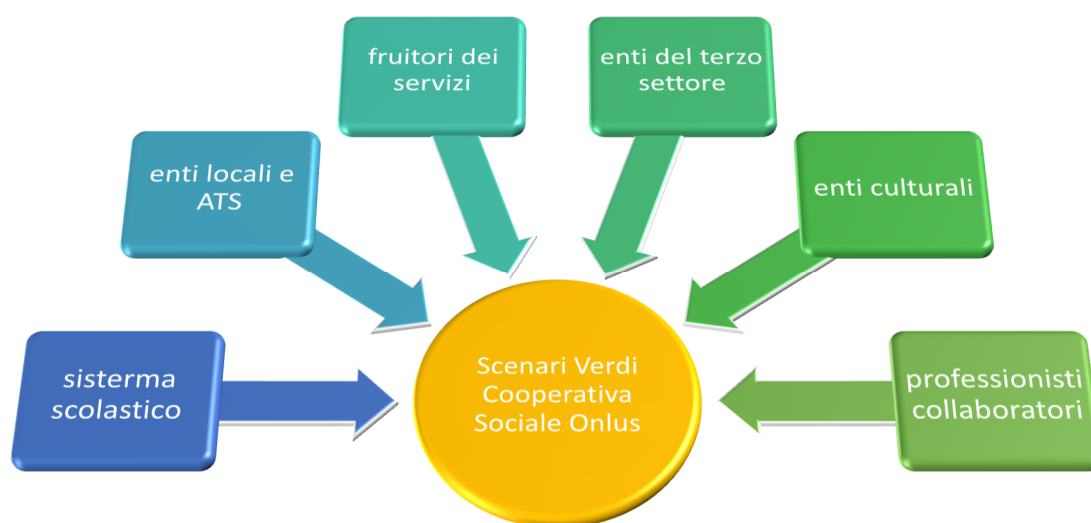 fruitori dei
servizi
enti del terzo
settore
enti locali e
ATS
enti culturali
sisterma
scolastico
Scenari Verdi
Cooperativa
Sociale Onlus
professionisti
collaboratori